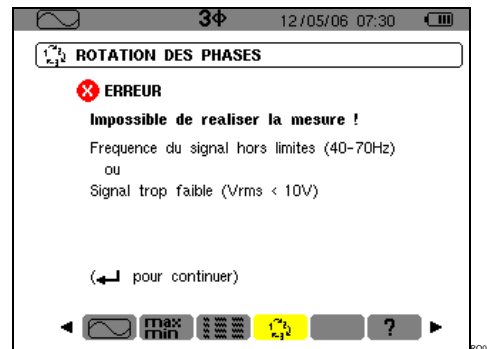 3Φ 12/05/06 07:30
ROTATION DES PHASES
ERREUR
Impossible de realiser la mesure !
Frequence du signal hors limites (40-70Hz)
ou
Signal trop faible (Vrms < 10V)
(↵ pour continuer)
max min ?